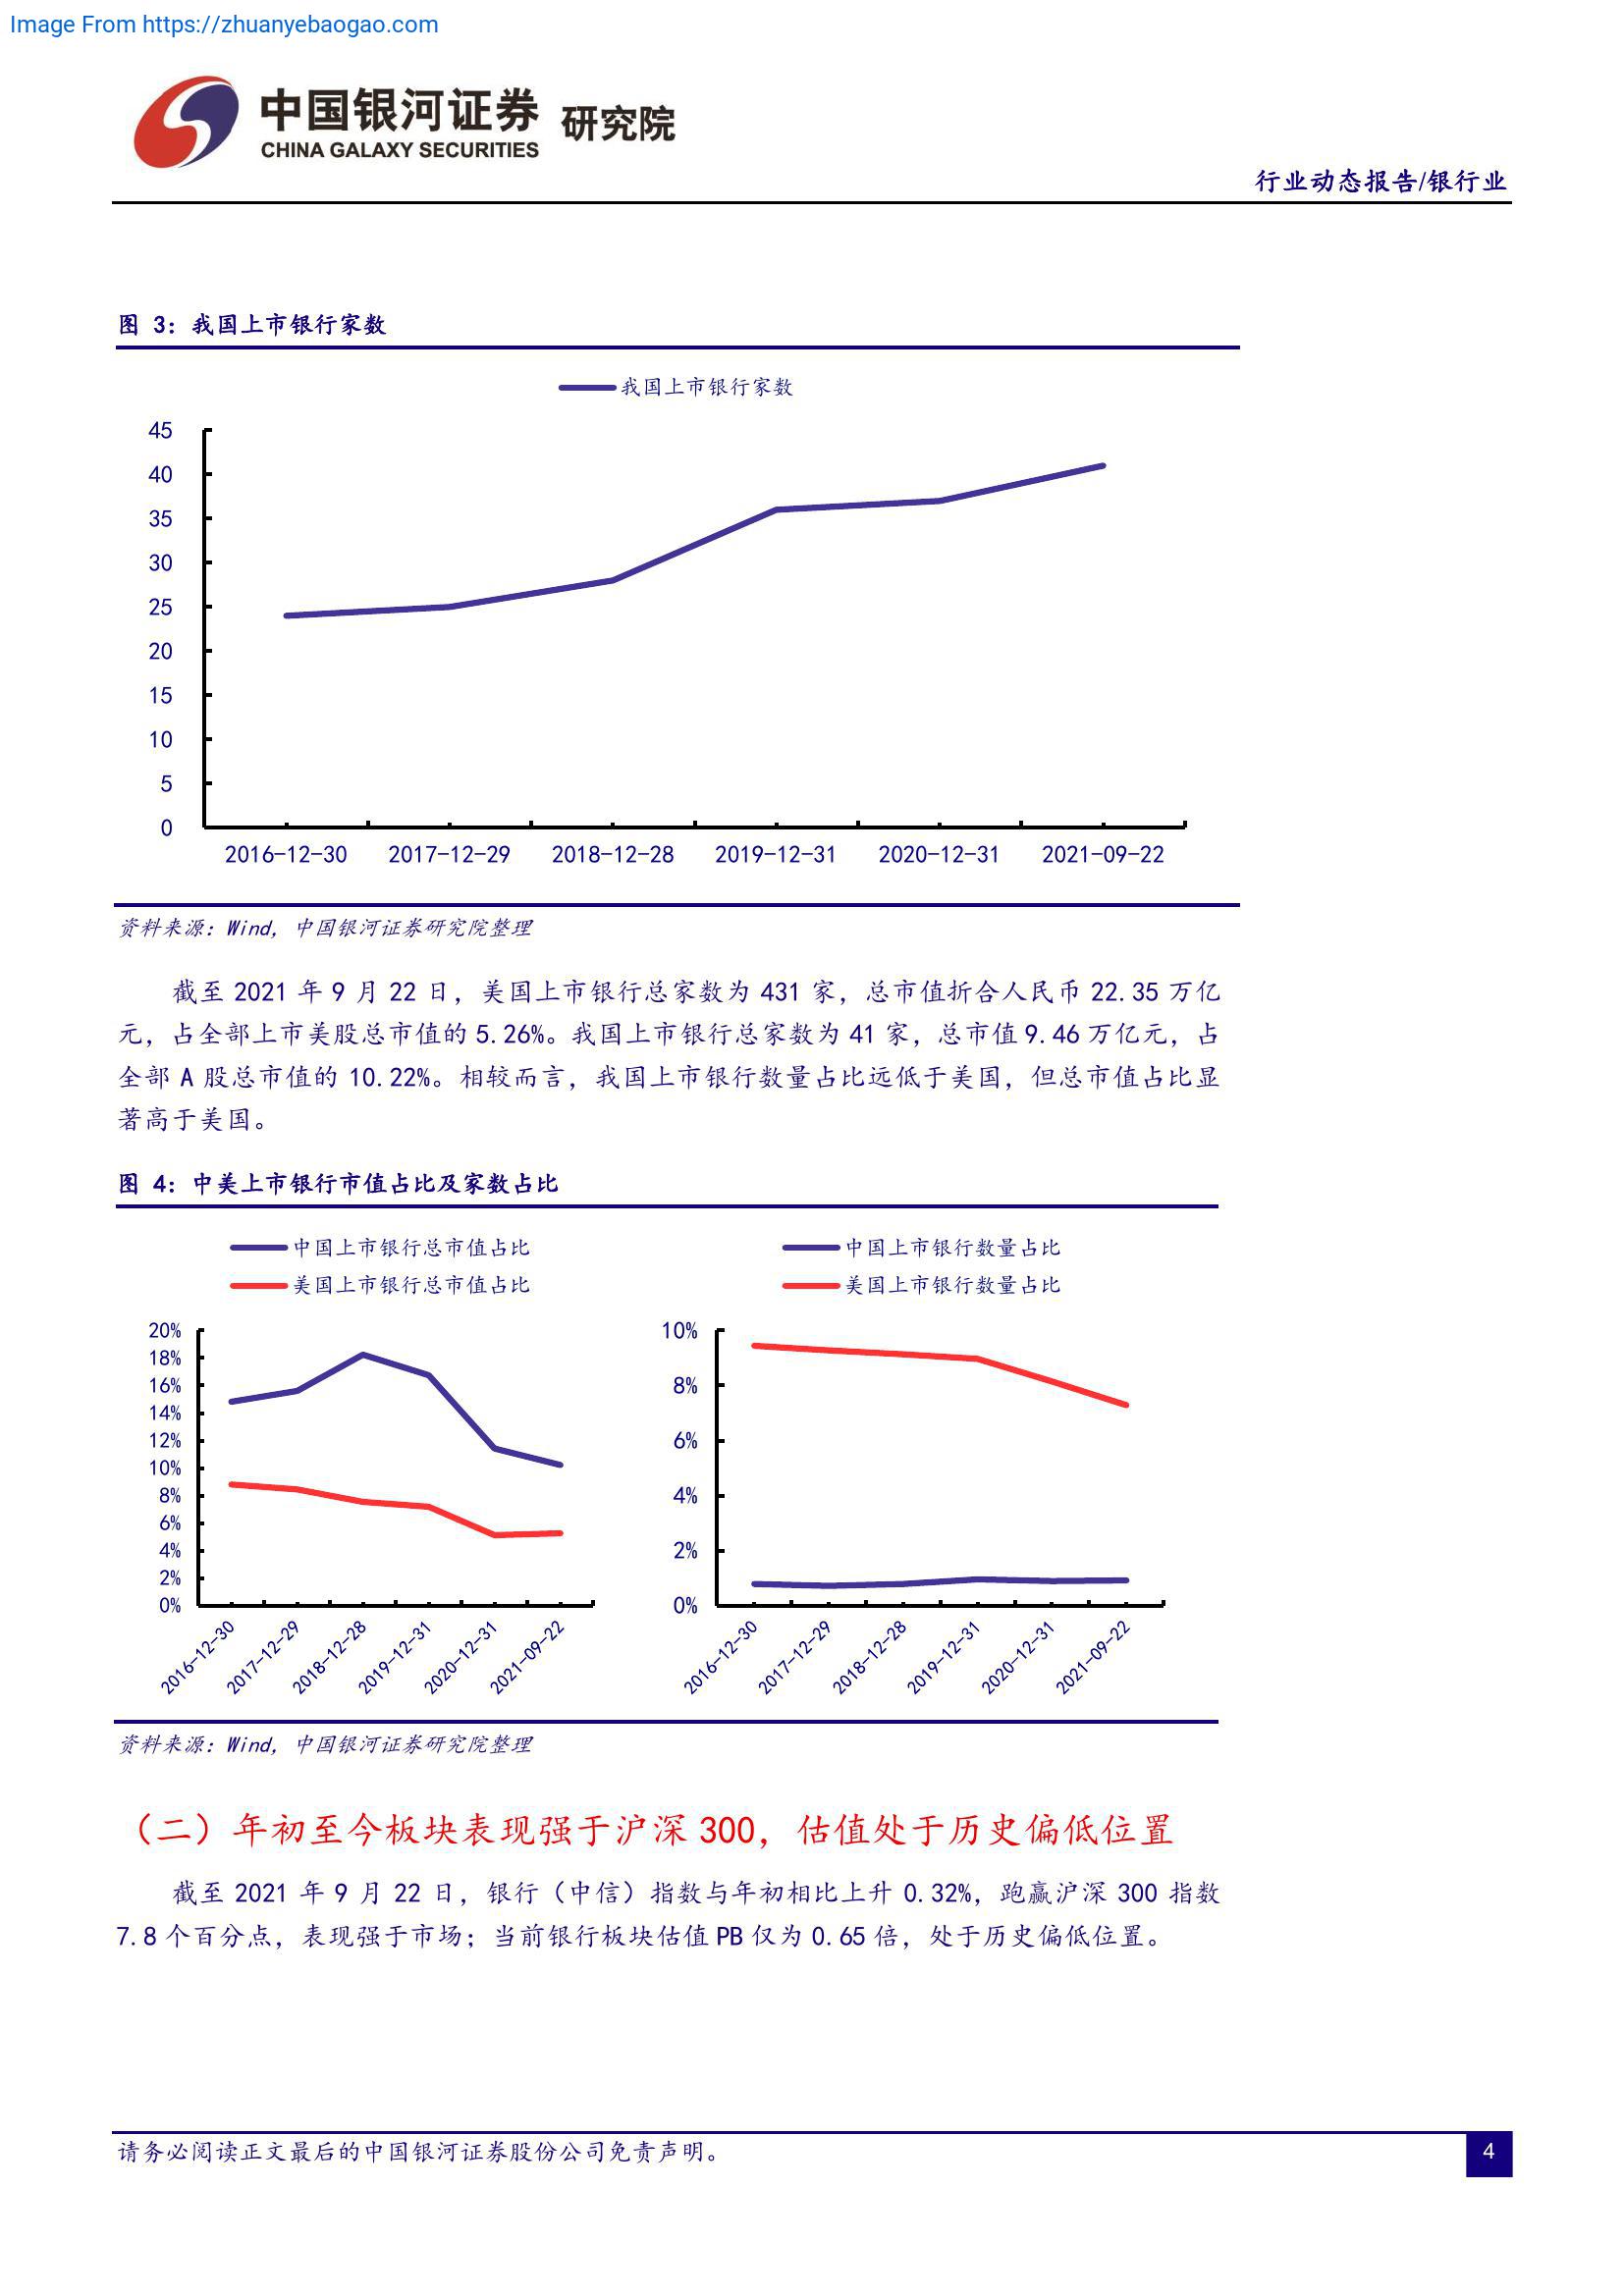 Image From https://zhuanyebaogao.com
中国银河证券 研究院
CHINA GALAXY SECURITIES
行业动态报告/银行业
图 3：我国上市银行家数
我国上市银行家数
45
40
35
30
25
20
15
10
5
0
2016-12-30 2017-12-29 2018-12-28 2019-12-31 2020-12-31 2021-09-22
资料来源：Wind，中国银河证券研究院整理
截至 2021 年 9 月 22 日，美国上市银行总家数为 431 家，总市值折合人民币 22.35 万亿
元，占全部上市美股总市值的 5.26%。我国上市银行总家数为 41 家，总市值 9.46 万亿元，占
全部 A 股总市值的 10.22%。相较而言，我国上市银行数量占比远低于美国，但总市值占比显
著高于美国。
图 4：中美上市银行市值占比及家数占比
中国上市银行总市值占比
美国上市银行总市值占比
20%
18%
16%
14%
12%
10%
8%
6%
4%
2%
0%
2016-12-30 2017-12-29 2018-12-28 2019-12-31 2020-12-31 2021-09-22
中国上市银行数量占比
美国上市银行数量占比
10%
8%
6%
4%
2%
0%
2016-12-30 2017-12-29 2018-12-28 2019-12-31 2020-12-31 2021-09-22
资料来源：Wind，中国银河证券研究院整理
（二）年初至今板块表现强于沪深 300，估值处于历史偏低位置
截至 2021 年 9 月 22 日，银行（中信）指数与年初相比上升 0.32%，跑赢沪深 300 指数
7.8 个百分点，表现强于市场；当前银行板块估值 PB 仅为 0.65 倍，处于历史偏低位置。
请务必阅读正文最后的中国银河证券股份公司免责声明。
4